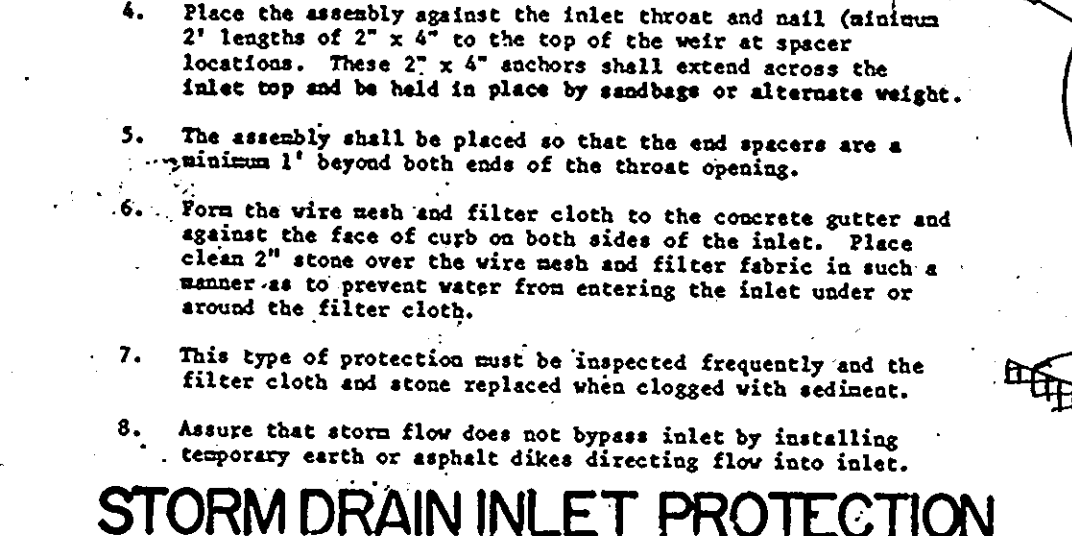 4. Place the assembly against the inlet throat and nail (minimum
2' lengths of 2" x 4" to the top of the weir at spacer
locations. These 2" x 4" anchors shall extend across the
inlet top and be held in place by sandbags or alternate weight.
5. The assembly shall be placed so that the end spacers are a
minimum 1' beyond both ends of the throat opening.
6. Form the wire mesh and filter cloth to the concrete gutter and
against the face of curb on both sides of the inlet. Place
clean 2" stone over the wire mesh and filter fabric in such a
manner as to prevent water from entering the inlet under or
around the filter cloth.
7. This type of protection must be inspected frequently and the
filter cloth and stone replaced when clogged with sediment.
8. Assure that storm flow does not bypass inlet by installing
temporary earth or asphalt dikes directing flow into inlet.
STORM DRAIN INLET PROTECTION